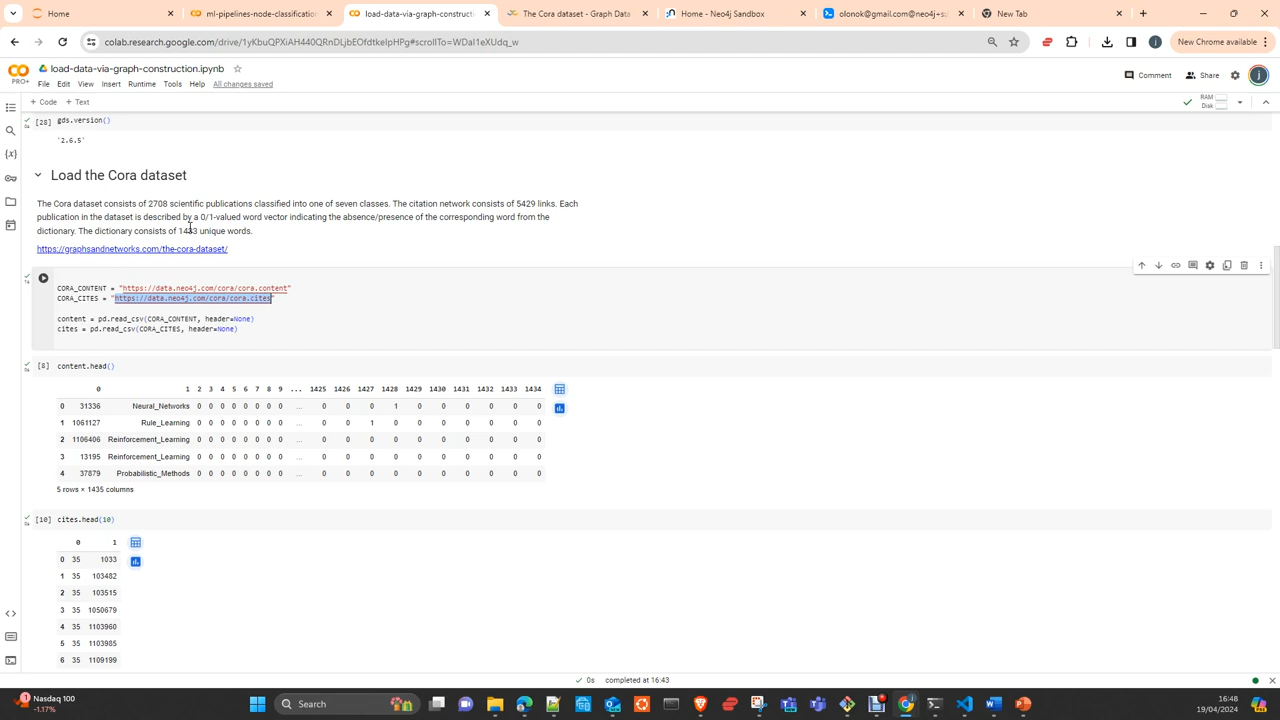 Home
ml-pipelines-node-classification
load-data-via-graph-constructi
The Cora dataset - Graph Data
Home - Neo4j Sandbox
olonok@gmail.com@neo4j+s:
New Tab
colab.research.google.com/drive/1yKbuQPXiAH440QRnDLjbEOfdtkeIpHPg#scrollTo=WDaI1eXUdq_w
New Chrome available
PRO+
load-data-via-graph-construction.ipynb
File Edit View Insert Runtime Tools Help All changes saved
Comment Share
+ Code + Text
RAM
Disk
[28] gds.version()
'2.6.5'
Load the Cora dataset
The Cora dataset consists of 2708 scientific publications classified into one of seven classes. The citation network consists of 5429 links. Each
publication in the dataset is described by a 0/1-valued word vector indicating the absence/presence of the corresponding word from the
dictionary. The dictionary consists of 1433 unique words.
https://graphsandnetworks.com/the-cora-dataset/
CORA_CONTENT = "https://data.neo4j.com/cora/cora.content"
CORA_CITES = "https://data.neo4j.com/cora/cora.cites"
content = pd.read_csv(CORA_CONTENT, header=None)
cites = pd.read_csv(CORA_CITES, header=None)
[8] content.head()
0 1 2 3 4 5 6 7 8 9 ... 1425 1426 1427 1428 1429 1430 1431 1432 1433 1434
0 31336 Neural_Networks 0 0 0 0 0 0 0 0 ... 0 0 0 1 0 0 0 0 0 0
1 1061127 Rule_Learning 0 0 0 0 0 0 0 0 ... 0 0 1 0 0 0 0 0 0 0
2 1106406 Reinforcement_Learning 0 0 0 0 0 0 0 0 ... 0 0 0 0 0 0 0 0 0 0
3 13195 Reinforcement_Learning 0 0 0 0 0 0 0 0 ... 0 0 0 0 0 0 0 0 0 0
4 37879 Probabilistic_Methods 0 0 0 0 0 0 0 0 ... 0 0 0 0 0 0 0 0 0 0
5 rows × 1435 columns
[10] cites.head(10)
0 1
0 35 1033
1 35 103482
2 35 103515
3 35 1050679
4 35 1103960
5 35 1103985
6 35 1109199
0s completed at 16:43
Nasdaq 100
-1.17%
Search
16:48
19/04/2024